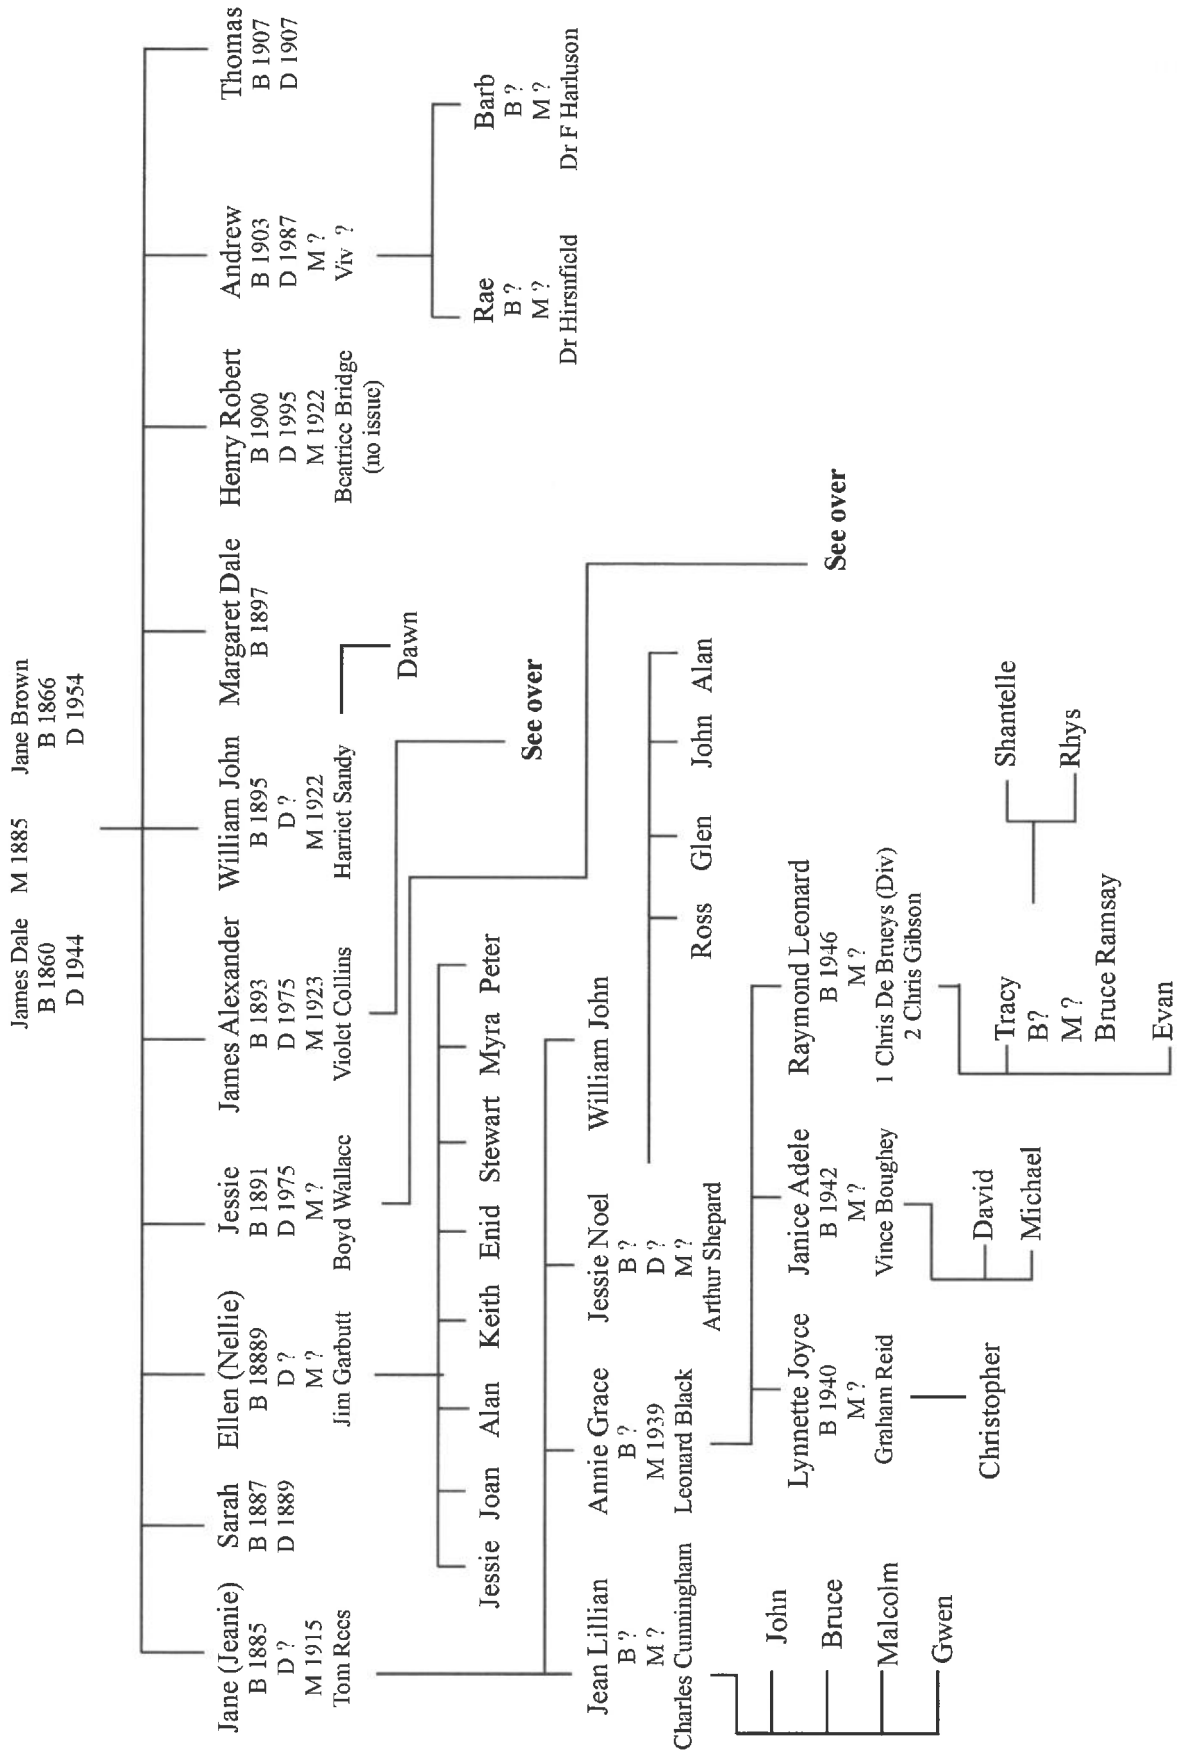 James Dale M 1885 Jane Brown
B 1860 B 1866
D 1944 D 1954
Jane (Jeanie)
B 1885
D ?
M 1915
Tom Rees
Sarah
B 1887
D 1889
Ellen (Nellie)
B 18889
D ?
M ?
Jim Garbutt
Jessie
B 1891
D 1975
M ?
Boyd Wallace
James Alexander
B 1893
D 1975
M 1923
Violet Collins
William John
B 1895
D ?
M 1922
Harriet Sandy
Margaret Dale
B 1897
Henry Robert
B 1900
D 1995
M 1922
Beatrice Bridge
(no issue)
Andrew
B 1903
D 1987
M ?
Viv ?
Thomas
B 1907
D 1907
Dawn
Rae
B ?
M ?
Dr Hirsnfield
Barb
B ?
M ?
Dr F Harluson
Jessie Joan Alan Keith Enid Stewart Myra Peter
See over
Jean Lillian
B ?
M ?
Charles Cunningham
Annie Grace
B ?
M 1939
Leonard Black
Jessie Noel
B ?
D ?
M ?
Arthur Shepard
William John
Ross Glen John Alan
See over
John
Bruce
Malcolm
Gwen
Lynnette Joyce
B 1940
M ?
Graham Reid
Janice Adele
B 1942
M ?
Vince Boughey
Raymond Leonard
B 1946
M ?
1 Chris De Brueys (Div)
2 Chris Gibson
Christopher
David
Michael
Tracy
B?
M ?
Bruce Ramsay
Evan
Shantelle
Rhys